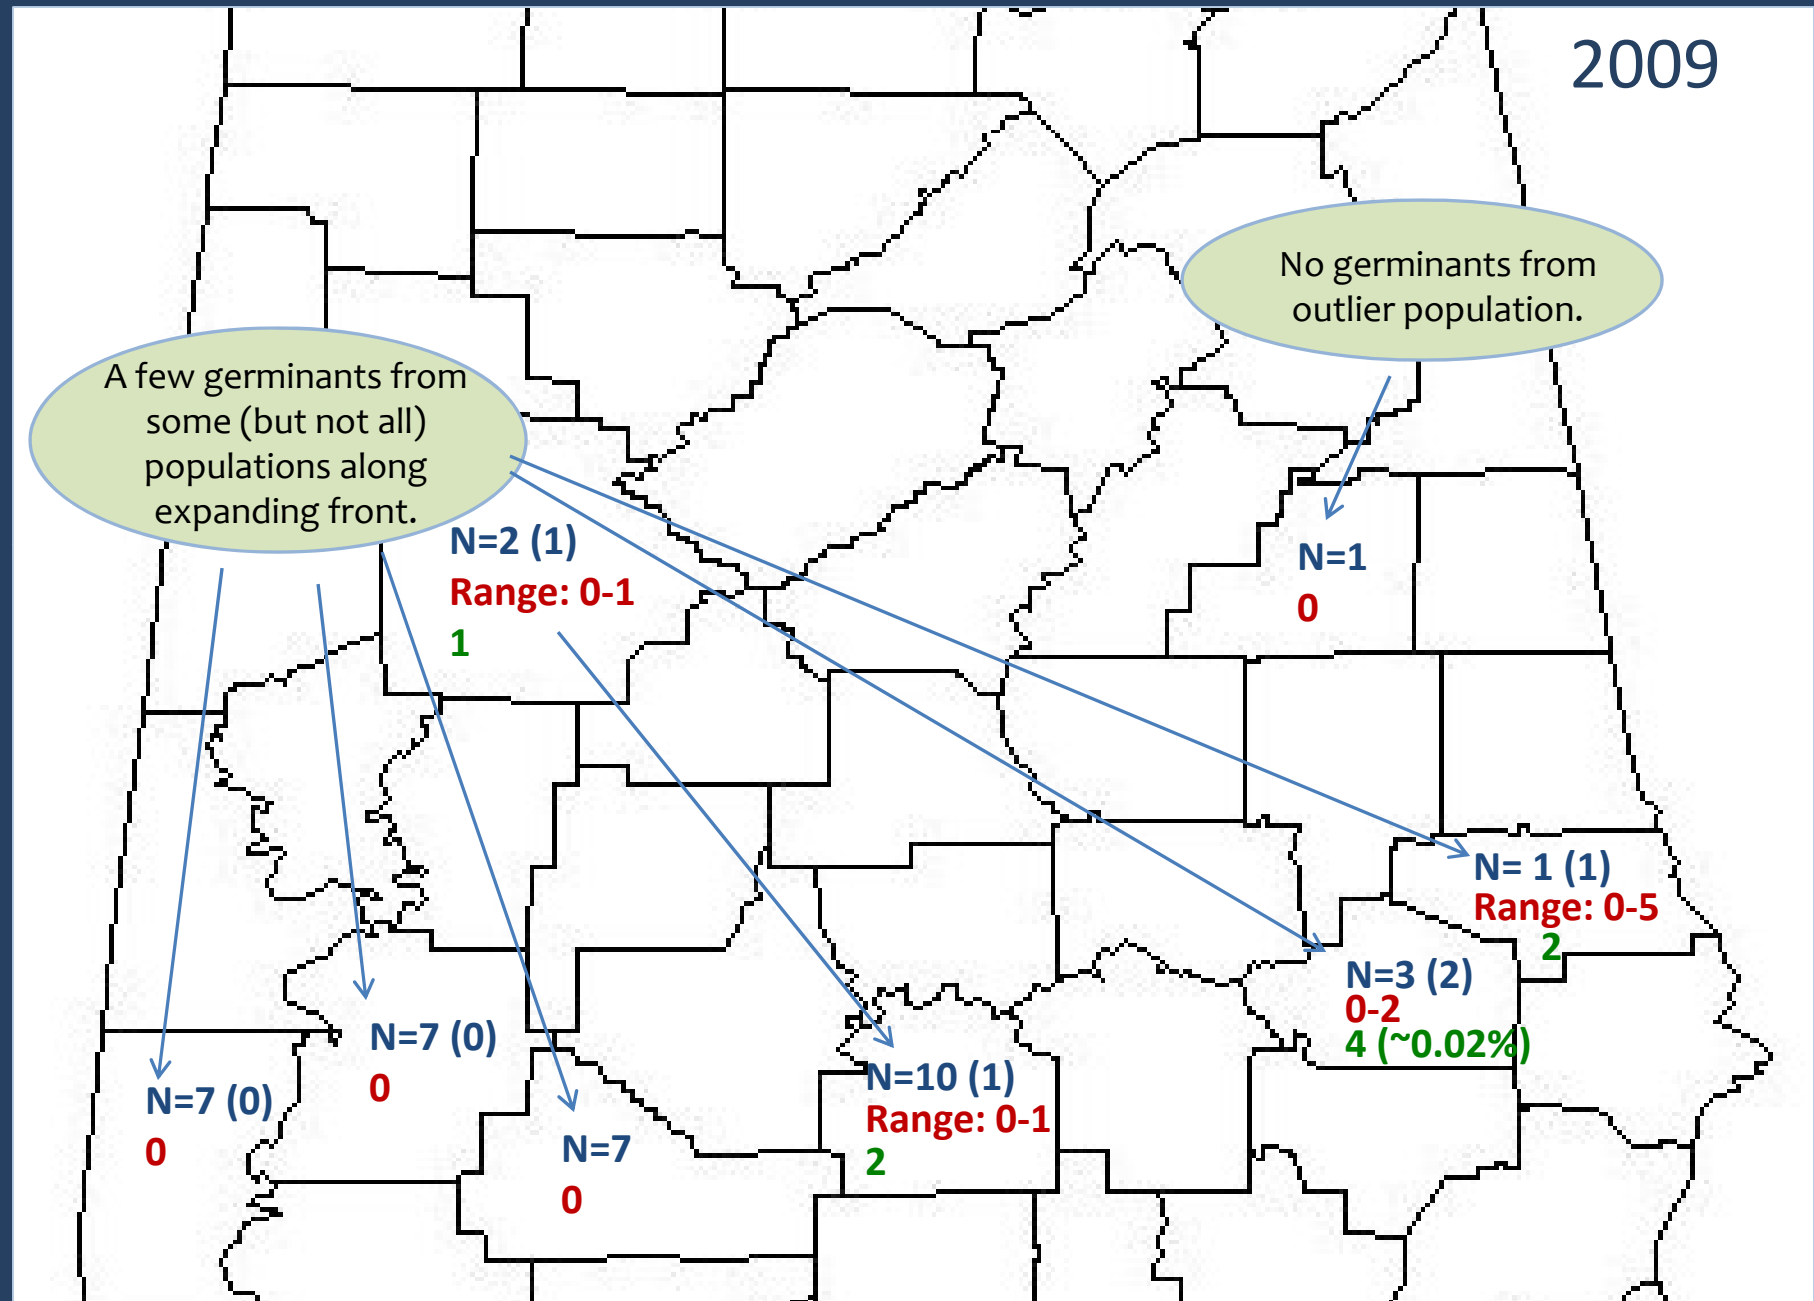 2009
No germinants from
outlier population.
A few germinants from
some (but not all)
populations along
expanding front.
N=2 (1)
Range: 0-1
1
N=1
0
N= 1 (1)
Range: 0-5
2
N=3 (2)
0-2
4 (~0.02%)
N=7 (0)
0
N=7 (0)
0
N=7
0
N=10 (1)
Range: 0-1
2